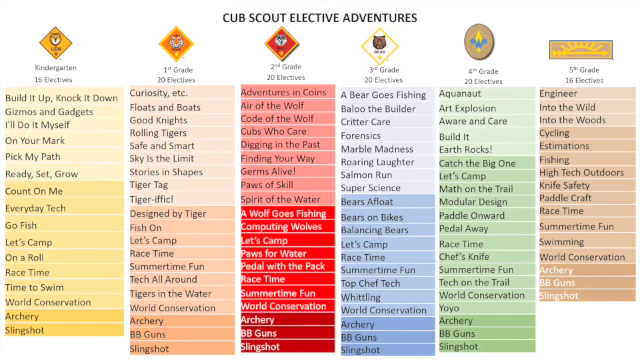 CUB SCOUT ELECTIVE ADVENTURES
LION
BEAR
Kindergarten
16 Electives
Build It Up, Knock It Down
Gizmos and Gadgets
I'll Do It Myself
On Your Mark
Pick My Path
Ready, Set, Grow
Count On Me
Everyday Tech
Go Fish
Let's Camp
On a Roll
Race Time
Time to Swim
World Conservation
Archery
Slingshot
1st Grade
20 Electives
Curiosity, etc.
Floats and Boats
Good Knights
Rolling Tigers
Safe and Smart
Sky Is the Limit
Stories in Shapes
Tiger Tag
Tiger-iffic!
Designed by Tiger
Fish On
Let's Camp
Race Time
Summertime Fun
Tech All Around
Tigers in the Water
World Conservation
Archery
BB Guns
Slingshot
2nd Grade
20 Electives
Adventures in Coins
Air of the Wolf
Code of the Wolf
Cubs Who Care
Digging in the Past
Finding Your Way
Germs Alive!
Paws of Skill
Spirit of the Water
A Wolf Goes Fishing
Computing Wolves
Let's Camp
Paws for Water
Pedal with the Pack
Race Time
Summertime Fun
World Conservation
Archery
BB Guns
Slingshot
3rd Grade
20 Electives
A Bear Goes Fishing
Baloo the Builder
Critter Care
Forensics
Marble Madness
Roaring Laughter
Salmon Run
Super Science
Bears Afloat
Bears on Bikes
Balancing Bears
Let's Camp
Race Time
Summertime Fun
Top Chef Tech
Whittling
World Conservation
Archery
BB Guns
Slingshot
4th Grade
20 Electives
Aquanaut
Art Explosion
Aware and Care
Build It
Earth Rocks!
Catch the Big One
Let's Camp
Math on the Trail
Modular Design
Paddle Onward
Pedal Away
Race Time
Chef's Knife
Summertime Fun
Tech on the Trail
World Conservation
Yoyo
Archery
BB Guns
Slingshot
5th Grade
16 Electives
Engineer
Into the Wild
Into the Woods
Cycling
Estimations
Fishing
High Tech Outdoors
Knife Safety
Paddle Craft
Race Time
Summertime Fun
Swimming
World Conservation
Archery
BB Guns
Slingshot